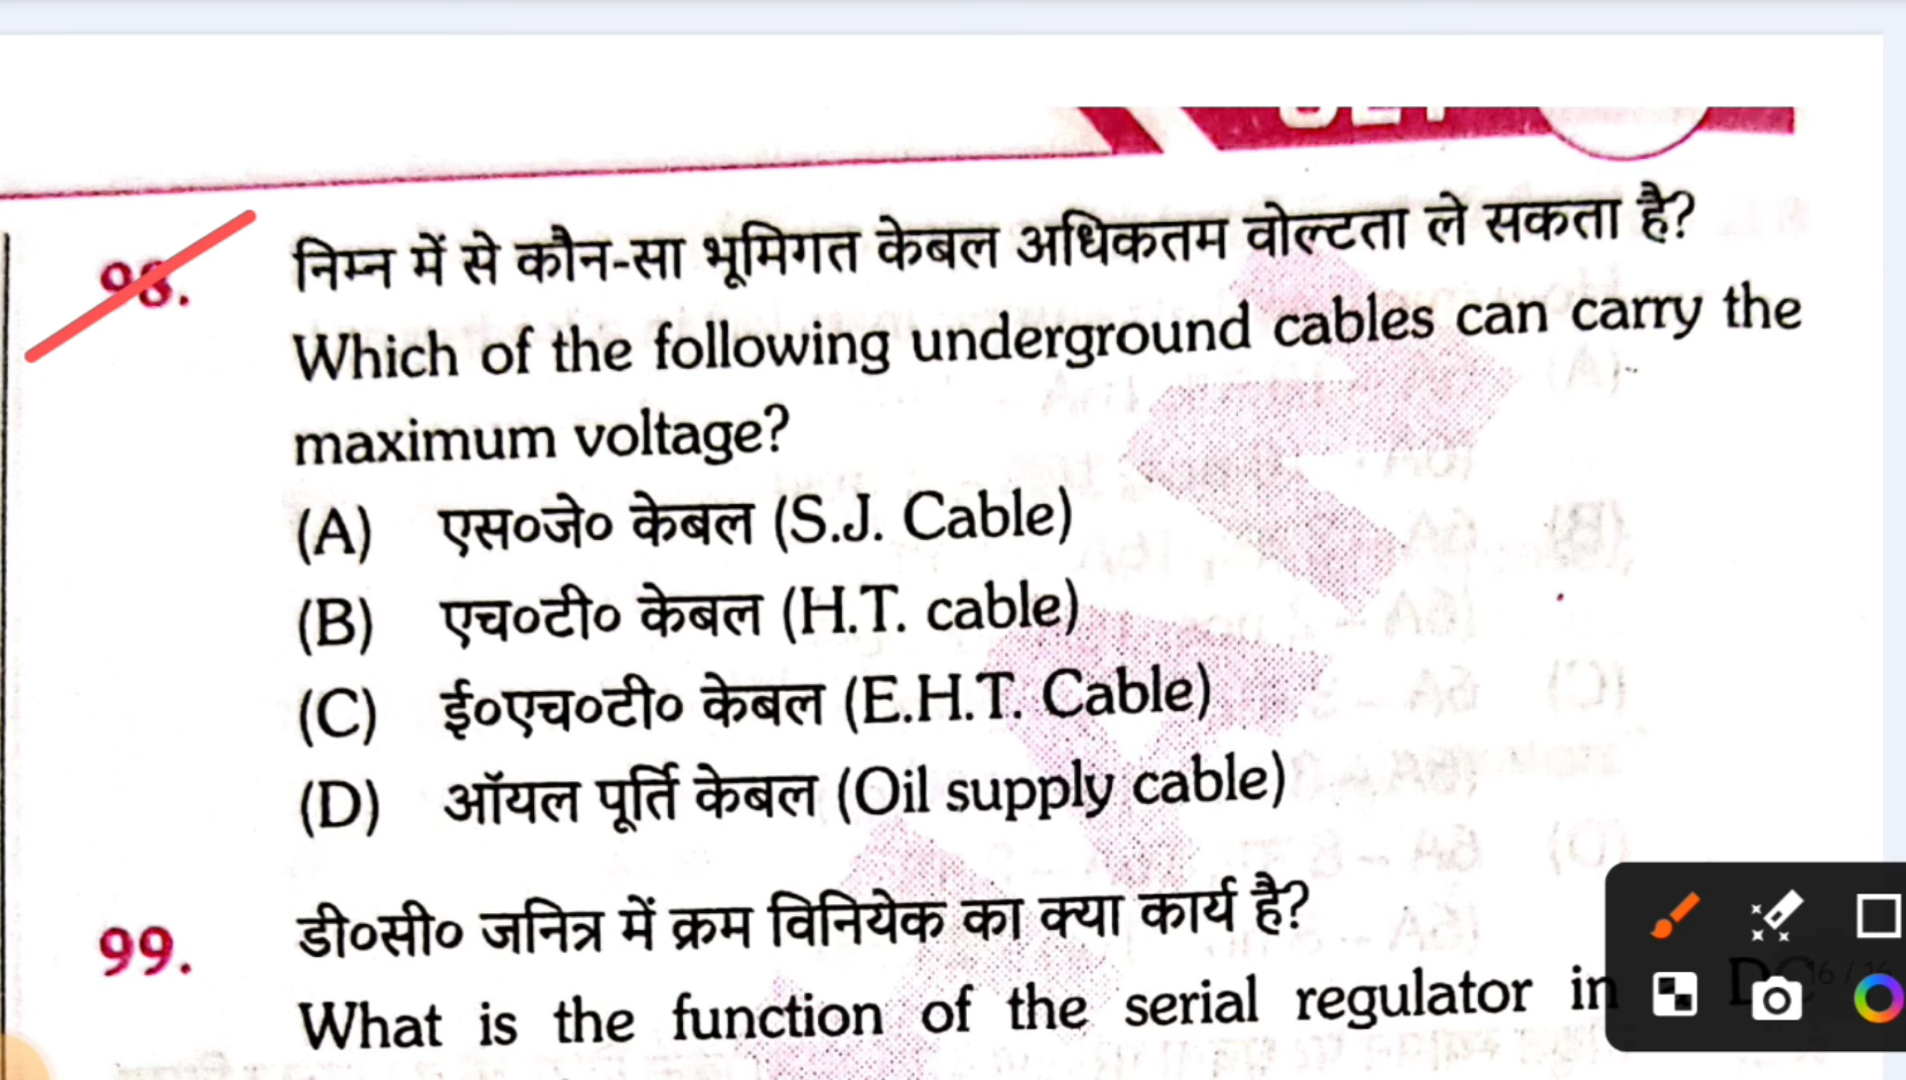 98. निम्न में से कौन-सा भूमिगत केबल अधिकतम वोल्टता ले सकता है?
Which of the following underground cables can carry the
maximum voltage?
(A) एस०जे० केबल (S.J. Cable)
(B) एच०टी० केबल (H.T. cable)
(C) ई०एच०टी० केबल (E.H.T. Cable)
(D) ऑयल पूर्ति केबल (Oil supply cable)
99. डी०सी० जनित्र में क्रम विनियेक का क्या कार्य है?
What is the function of the serial regulator in DC